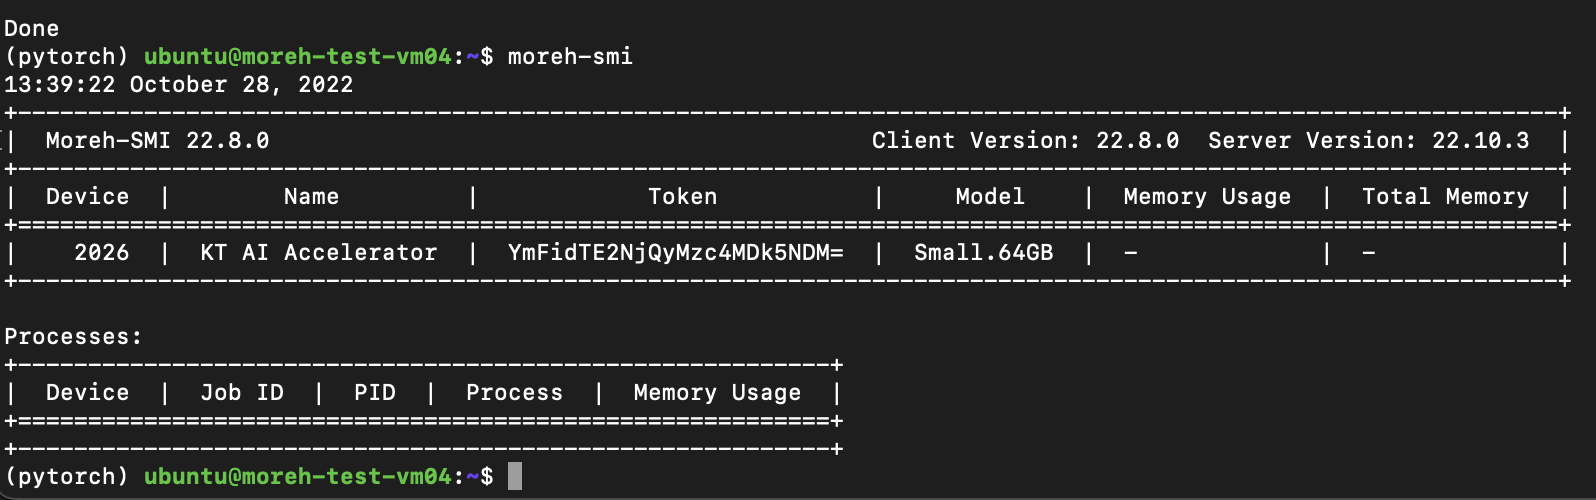 Done
(pytorch) ubuntu@moreh-test-vm04:~$ moreh-smi
13:39:22 October 28, 2022
+--------------------------------------------------------------------------------------------------------------+
|  Moreh-SMI 22.8.0                                           Client Version: 22.8.0  Server Version: 22.10.3  |
+--------------------------------------------------------------------------------------------------------------+
|  Device  |        Name         |            Token            |     Model    |  Memory Usage  |  Total Memory  |
+==============================================================================================================+
|    2026  |  KT AI Accelerator  |  YmFidTE2NjQyMzc4MDk5NDM=   |  Small.64GB  |  -             |  -             |
+--------------------------------------------------------------------------------------------------------------+
Processes:
+----------------------------------------------------------+
|  Device  |  Job ID  |  PID  |  Process  |  Memory Usage  |
+==========================================================+
+----------------------------------------------------------+
(pytorch) ubuntu@moreh-test-vm04:~$